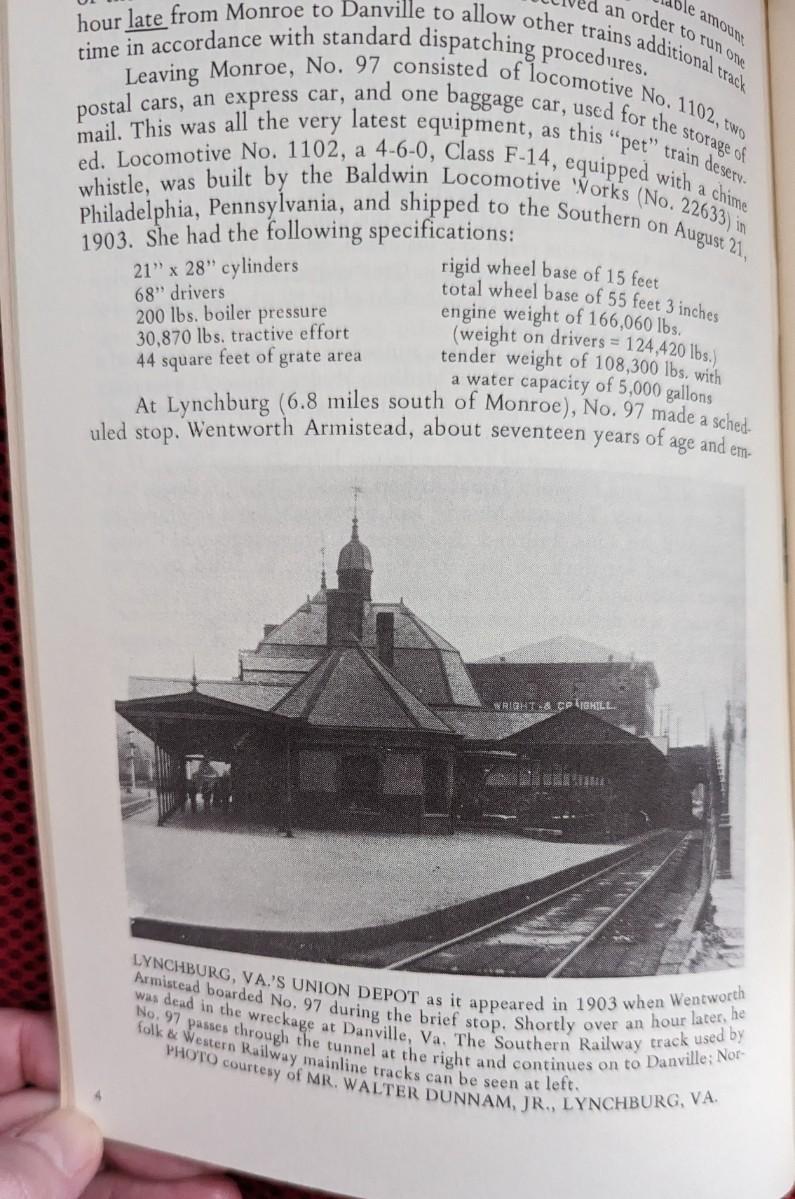 lable amount
ceived an order to run one
hour late from Monroe to Danville to allow other trains additional track
time in accordance with standard dispatching procedures.
Leaving Monroe, No. 97 consisted of locomotive No. 1102, two
postal cars, an express car, and one baggage car, used for the storage of
mail. This was all the very latest equipment, as this "pet" train deserv-
ed. Locomotive No. 1102, a 4-6-0, Class F-14, equipped with a chime
whistle, was built by the Baldwin Locomotive Works (No. 22633) in
Philadelphia, Pennsylvania, and shipped to the Southern on August 21,
1903. She had the following specifications:
21" x 28" cylinders
68" drivers
200 lbs. boiler pressure
30,870 lbs. tractive effort
44 square feet of grate area
rigid wheel base of 15 feet
total wheel base of 55 feet 3 inches
engine weight of 166,060 lbs.
(weight on drivers = 124,420 lbs.)
tender weight of 108,300 lbs. with
a water capacity of 5,000 gallons
At Lynchburg (6.8 miles south of Monroe), No. 97 made a sched-
uled stop. Wentworth Armistead, about seventeen years of age and em-
WRIGHT & CRAIGHILL.
LYNCHBURG, VA.'S UNION DEPOT as it appeared in 1903 when Wentworth
Armistead boarded No. 97 during the brief stop. Shortly over an hour later, he
was dead in the wreckage at Danville, Va. The Southern Railway track used by
No. 97 passes through the tunnel at the right and continues on to Danville; Nor-
folk & Western Railway mainline tracks can be seen at left.
PHOTO courtesy of MR. WALTER DUNNAM, JR., LYNCHBURG, VA.
4